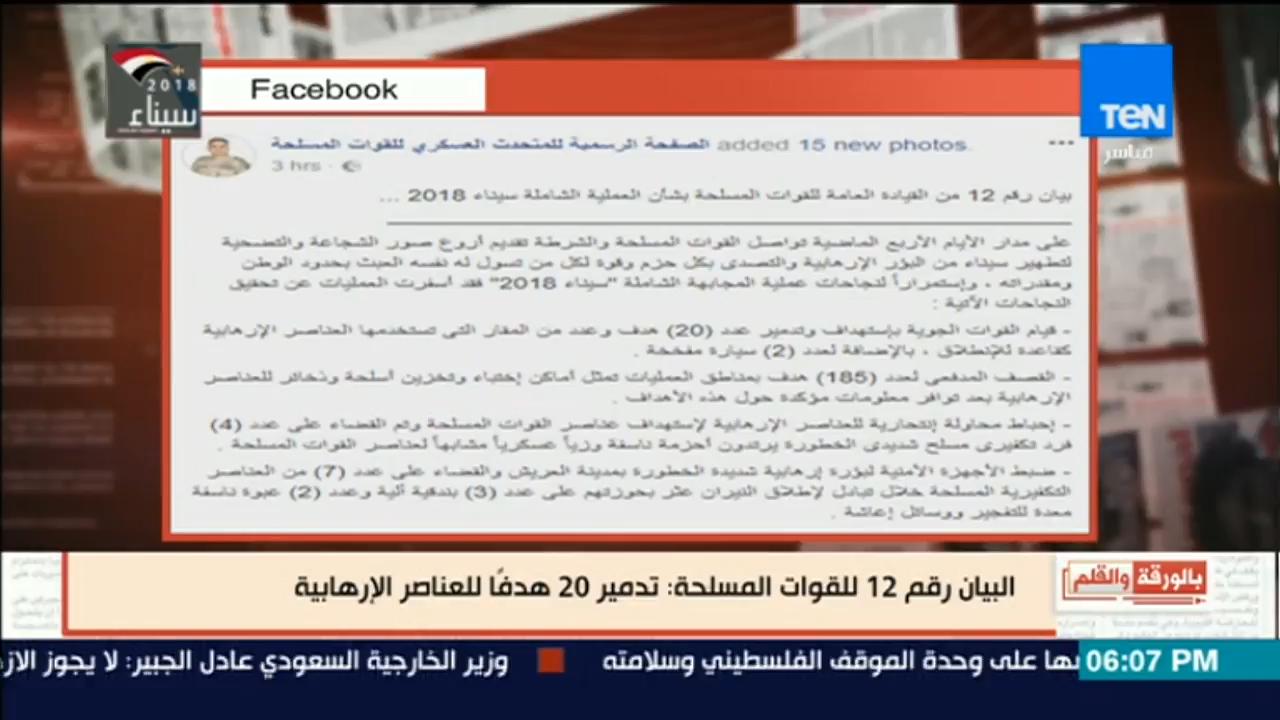 2018
سيناء
Facebook
TEN
مباشر
الصفحة الرسمية للمتحدث العسكري للقوات المسلحة added 15 new photos.
3 hrs
بيان رقم 12 من القيادة العامة للقوات المسلحة بشأن العملية الشاملة سيناء 2018 ...
على مدار الأيام الأربع الماضية تواصل القوات المسلحة والشرطة تقديم أروع صور الشجاعة والتضحية
لتطهير سيناء من البؤر الإرهابية والتصدى بكل حزم وقوة لكل من تسول له نفسه العبث بحدود الوطن
ومقدراته ، وإستمراراً لنجاحات عملية المجابهة الشاملة "سيناء 2018" فقد أسفرت العمليات عن تحقيق
النجاحات الآتية :
- قيام القوات الجوية بإستهداف وتدمير عدد (20) هدف وعدد من المقار التى تستخدمها العناصر الإرهابية
كقاعدة للإنطلاق ، بالإضافة لعدد (2) سيارة مفخخة .
- القصف المدفعى لعدد (185) هدف بمناطق العمليات تمثل أماكن إختباء وتخزين أسلحة وذخائر للعناصر
الإرهابية بعد توافر معلومات مؤكدة حول هذه الأهداف .
- إحباط محاولة إنتحارية للعناصر الإرهابية لإستهداف عناصر القوات المسلحة وتم القضاء على عدد (4)
فرد تكفيرى مسلح شديدى الخطورة يرتدون أحزمة ناسفة وزياً عسكرياً مشابهاً لعناصر القوات المسلحة .
- ضبط الأجهزة الأمنية لبؤرة إرهابية شديدة الخطورة بمدينة العريش والقضاء على عدد (7) من العناصر
التكفيرية المسلحة خلال تبادل لإطلاق النيران عثر بحوزتهم على عدد (3) بندقية آلية وعدد (2) عبوة ناسفة
معدة للتفجير ووسائل إعاشة .
بالورقة والقلم
البيان رقم 12 للقوات المسلحة: تدمير 20 هدفًا للعناصر الإرهابية
06:07 PM
على وحدة الموقف الفلسطيني وسلامته
وزير الخارجية السعودي عادل الجبير: لا يجوز